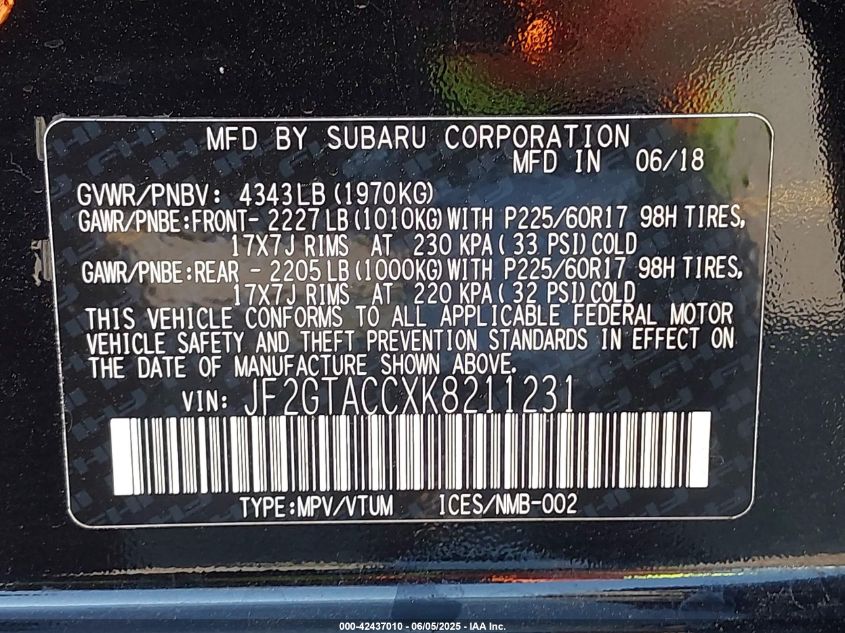 MFD BY SUBARU CORPORATION
MFD IN 06/18
GVWR/PNBV: 4343LB (1970KG)
GAWR/PNBE:FRONT- 2227LB (1010KG) WITH P225/60R17 98H TIRES,
17X7J RIMS AT 230 KPA ( 33 PSI) COLD
GAWR/PNBE:REAR - 2205LB (1000KG) WITH P225/60R17 98H TIRES,
17X7J RIMS AT 220 KPA ( 32 PSI) COLD
THIS VEHICLE CONFORMS TO ALL APPLICABLE FEDERAL MOTOR
VEHICLE SAFETY AND THEFT PREVENTION STANDARDS IN EFFECT ON
THE DATE OF MANUFACTURE SHOWN ABOVE.
VIN: JF2GTACCXK8211231
TYPE:MPV/VTUM ICES/NMB-002
000-42437010 - 06/05/2025 - IAA Inc.